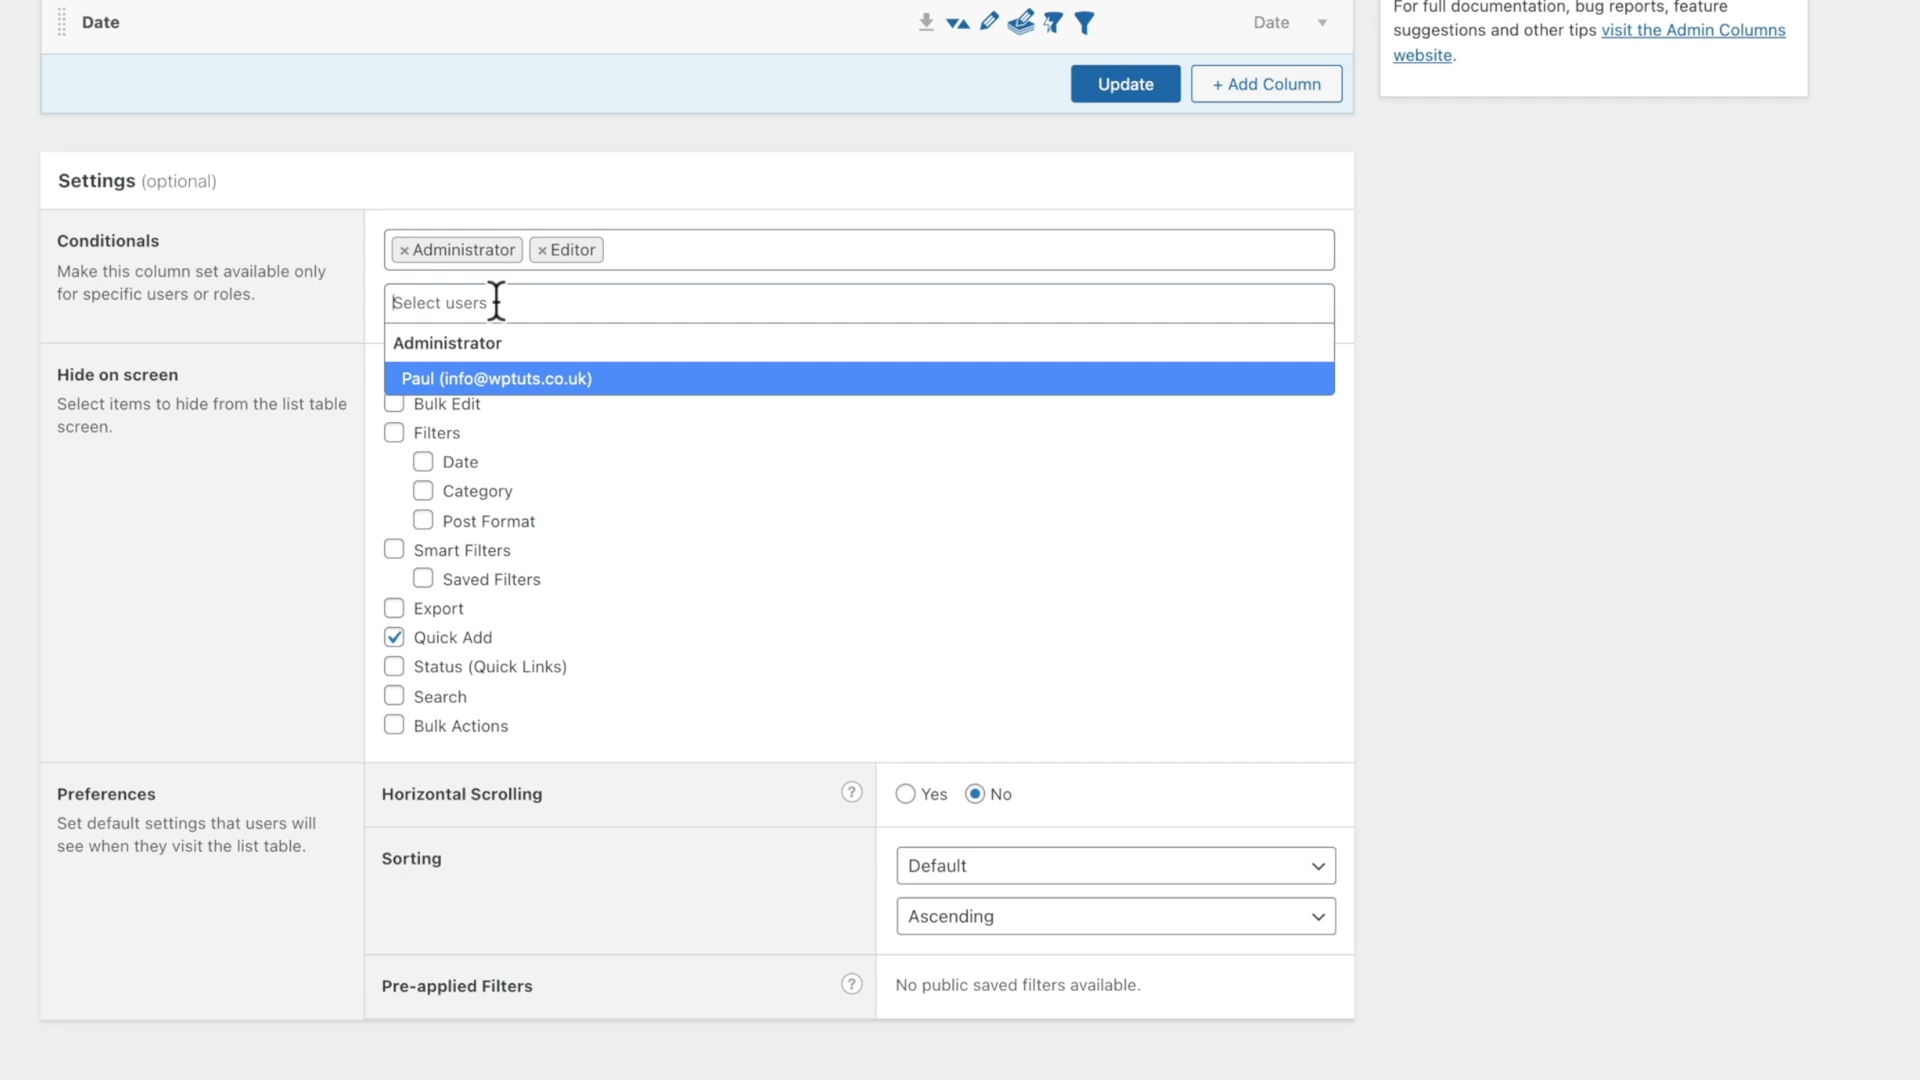 For full documentation, bug reports, feature
suggestions and other tips visit the Admin Columns
website.
Date
Date
Update
+ Add Column
Settings (optional)
Conditionals
Make this column set available only
for specific users or roles.
× Administrator × Editor
Select users
Administrator
Paul (info@wptuts.co.uk)
Hide on screen
Select items to hide from the list table
screen.
Bulk Edit
Filters
Date
Category
Post Format
Smart Filters
Saved Filters
Export
Quick Add
Status (Quick Links)
Search
Bulk Actions
Preferences
Set default settings that users will
see when they visit the list table.
Horizontal Scrolling ?
Yes No
Sorting
Default
Ascending
Pre-applied Filters ?
No public saved filters available.